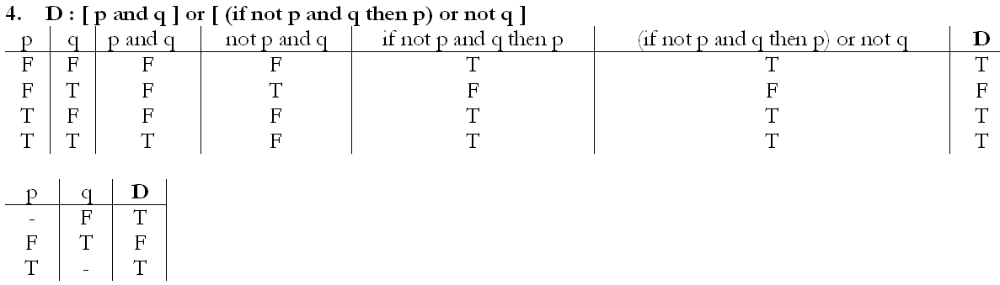 4. D : [ p and q ] or [ (if not p and q then p) or not q ]
p q p and q not p and q if not p and q then p (if not p and q then p) or not q D
F F F F T T T
F T F T F F F
T F F F T T T
T T T F T T T
p q D
- F T
F T F
T - T